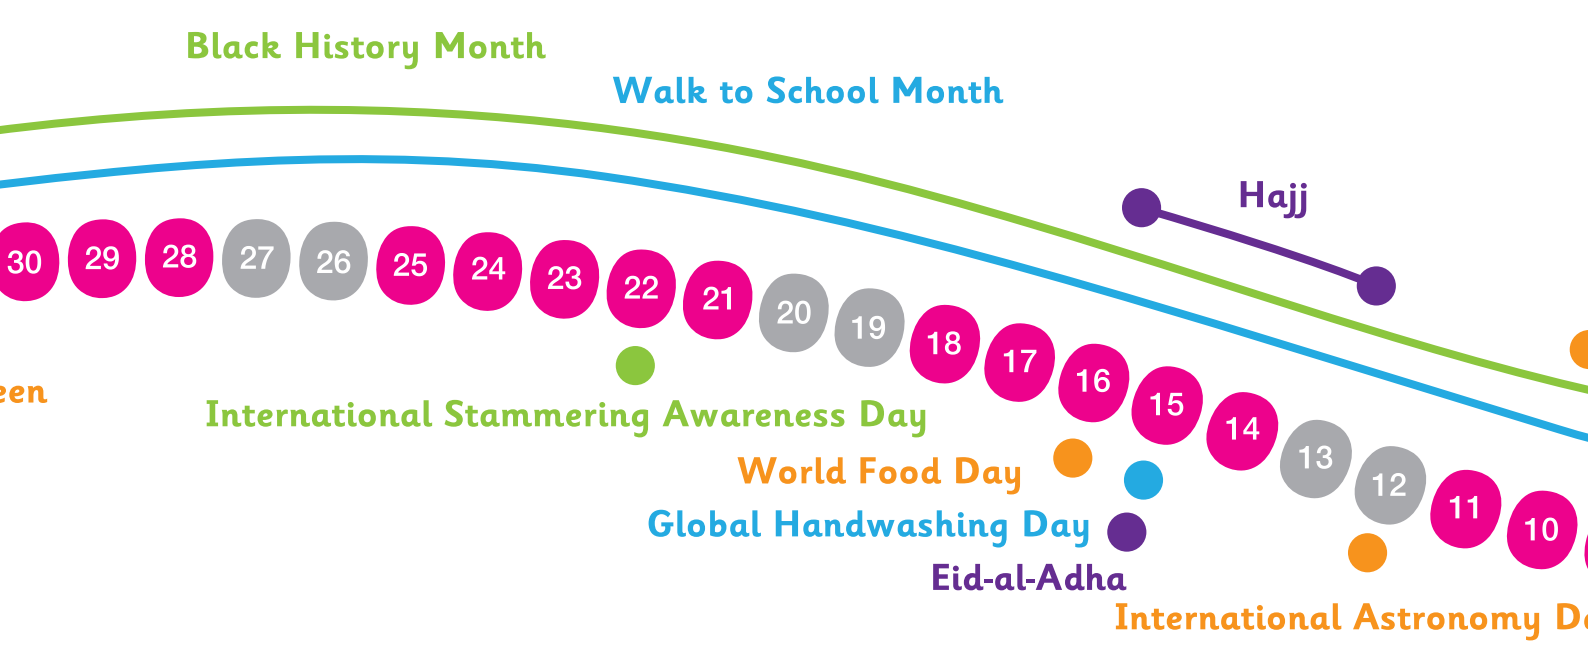 Black History Month
Walk to School Month
Hajj
30 29 28 27 26 25 24 23 22 21 20 19 18 17 16 15 14 13 12 11 10
een
International Stammering Awareness Day
World Food Day
Global Handwashing Day
Eid-al-Adha
International Astronomy D